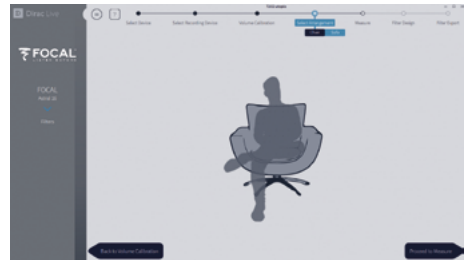 Dirac Live
Select Device
Select Recording Device
Volume Calibration
Select Arrangement
Measure
Filter Design
Filter Export
Chair
Sofa
FOCAL
FOCAL
Back to Volume Calibration
Proceed to Measure